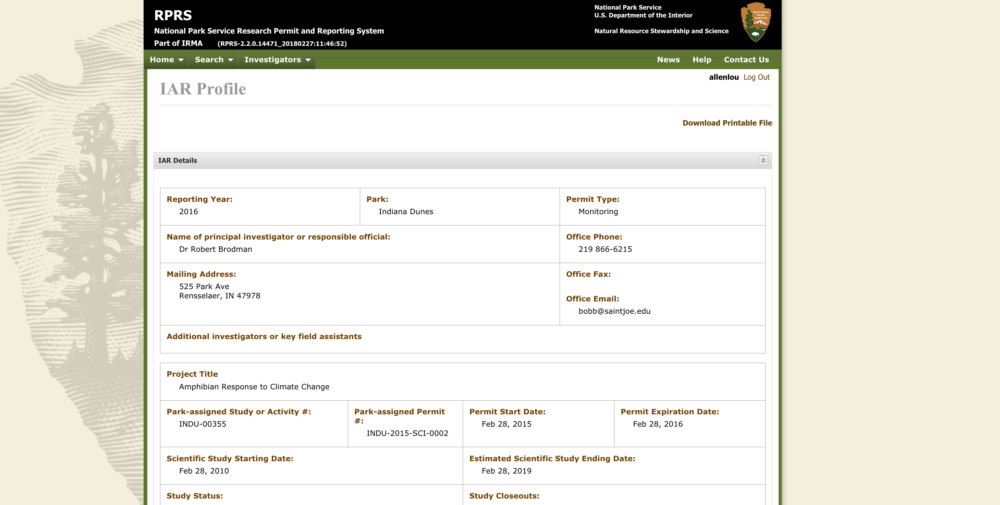 RPRS
National Park Service Research Permit and Reporting System
Part of IRMA (RPRS-2.2.0.14471_20180227:11:46:52)
National Park Service
U.S. Department of the Interior
Natural Resource Stewardship and Science
NATIONAL
PARK
SERVICE
Home Search Investigators News Help Contact Us
allenlou Log Out
IAR Profile
Download Printable File
IAR Details
Reporting Year:
2016
Park:
Indiana Dunes
Permit Type:
Monitoring
Name of principal investigator or responsible official:
Dr Robert Brodman
Office Phone:
219 866-6215
Mailing Address:
525 Park Ave
Rensselaer, IN 47978
Office Fax:
Office Email:
bobb@saintjoe.edu
Additional investigators or key field assistants
Project Title
Amphibian Response to Climate Change
Park-assigned Study or Activity #:
INDU-00355
Park-assigned Permit
#:
INDU-2015-SCI-0002
Permit Start Date:
Feb 28, 2015
Permit Expiration Date:
Feb 28, 2016
Scientific Study Starting Date:
Feb 28, 2010
Estimated Scientific Study Ending Date:
Feb 28, 2019
Study Status:
Study Closeouts: